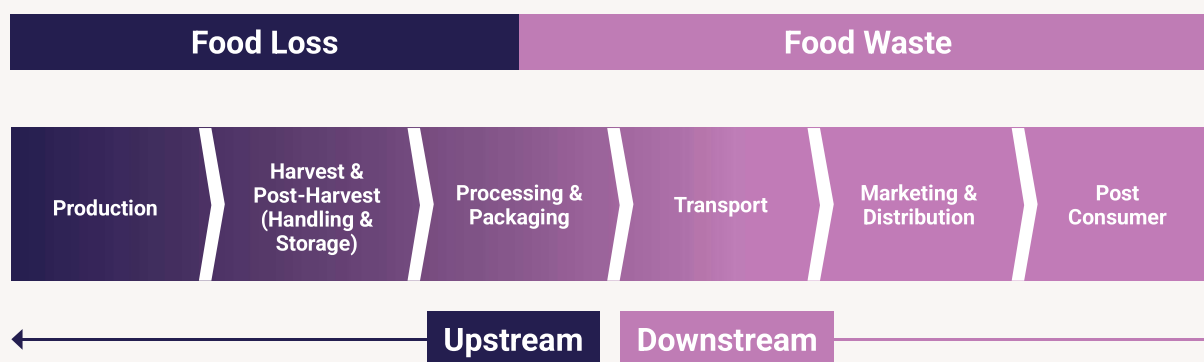 Food Loss
Food Waste
Production
Harvest &
Post-Harvest
(Handling &
Storage)
Processing &
Packaging
Transport
Marketing &
Distribution
Post
Consumer
Upstream
Downstream